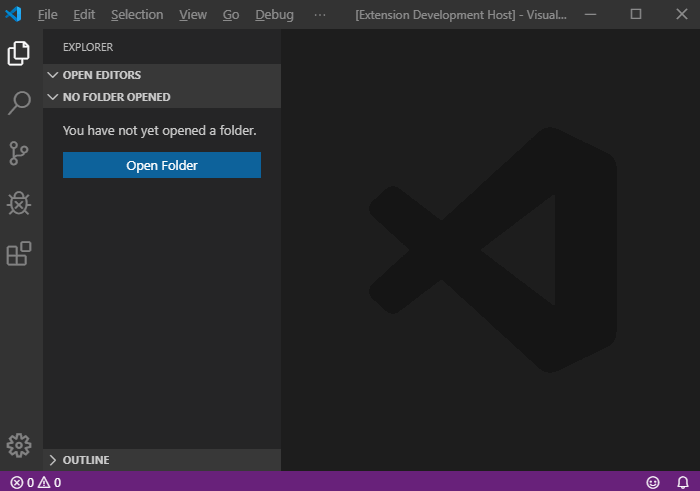 File Edit Selection View Go Debug ··· [Extension Development Host] - Visual...
EXPLORER
OPEN EDITORS
NO FOLDER OPENED
You have not yet opened a folder.
Open Folder
OUTLINE
0 0